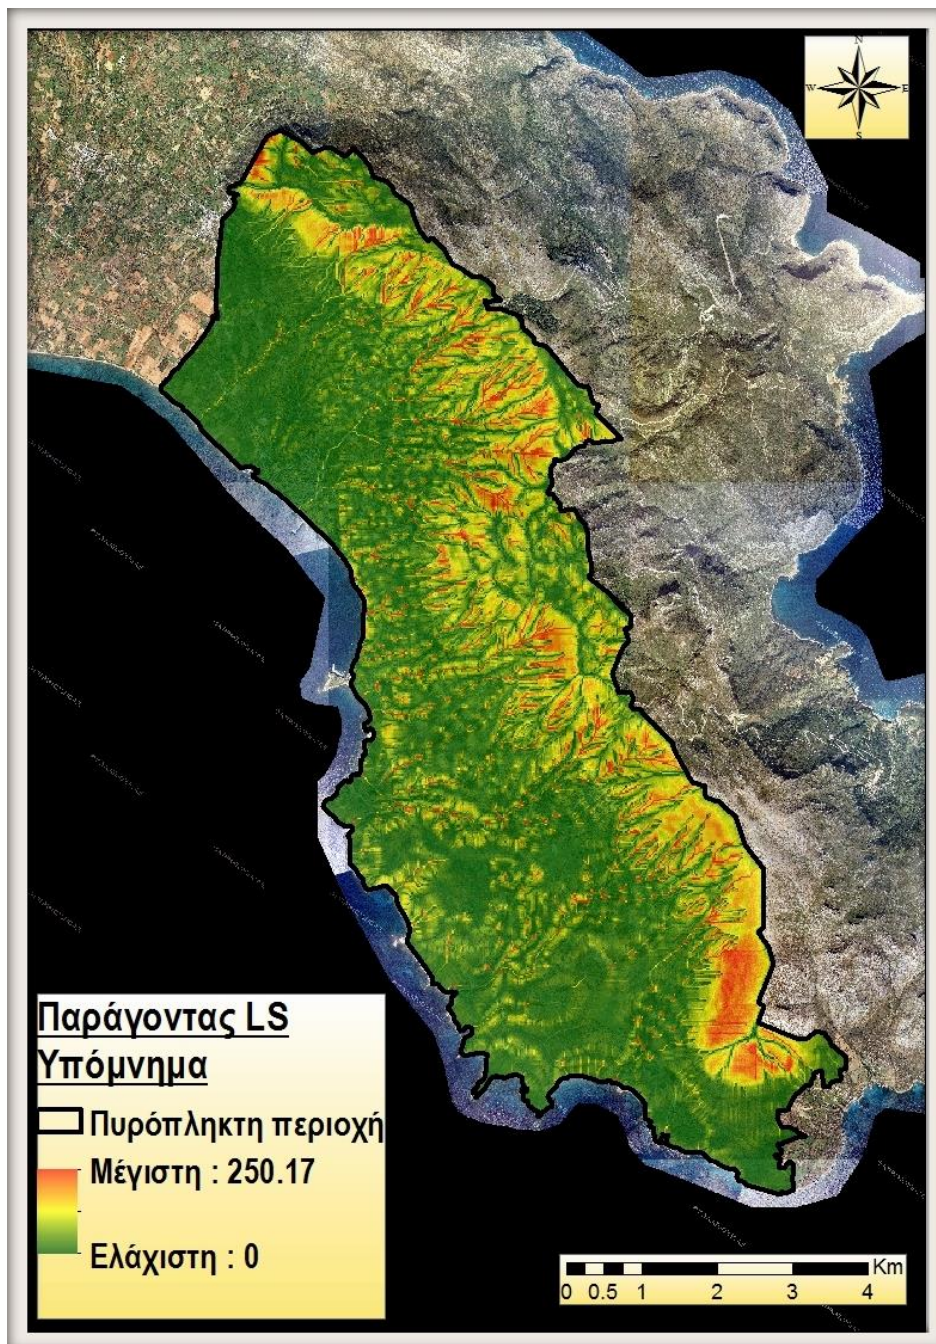 N
W E
S
Παράγοντας LS
Υπόμνημα
Πυρόπληκτη περιοχή
Μέγιστη : 250.17
Ελάχιστη : 0
Km
0 0.5 1 2 3 4